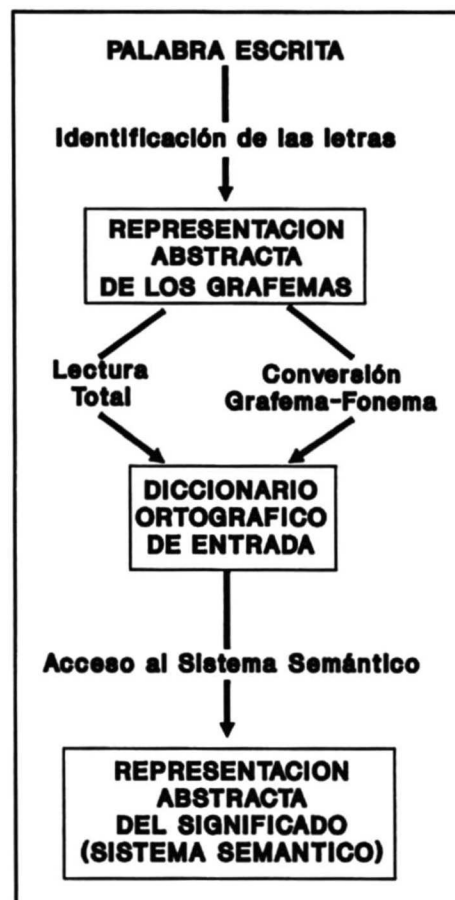 PALABRA ESCRITA
Identificación de las letras
REPRESENTACION
ABSTRACTA
DE LOS GRAFEMAS
Lectura
Total
Conversión
Grafema-Fonema
DICCIONARIO
ORTOGRAFICO
DE ENTRADA
Acceso al Sistema Semántico
REPRESENTACION
ABSTRACTA
DEL SIGNIFICADO
(SISTEMA SEMANTICO)